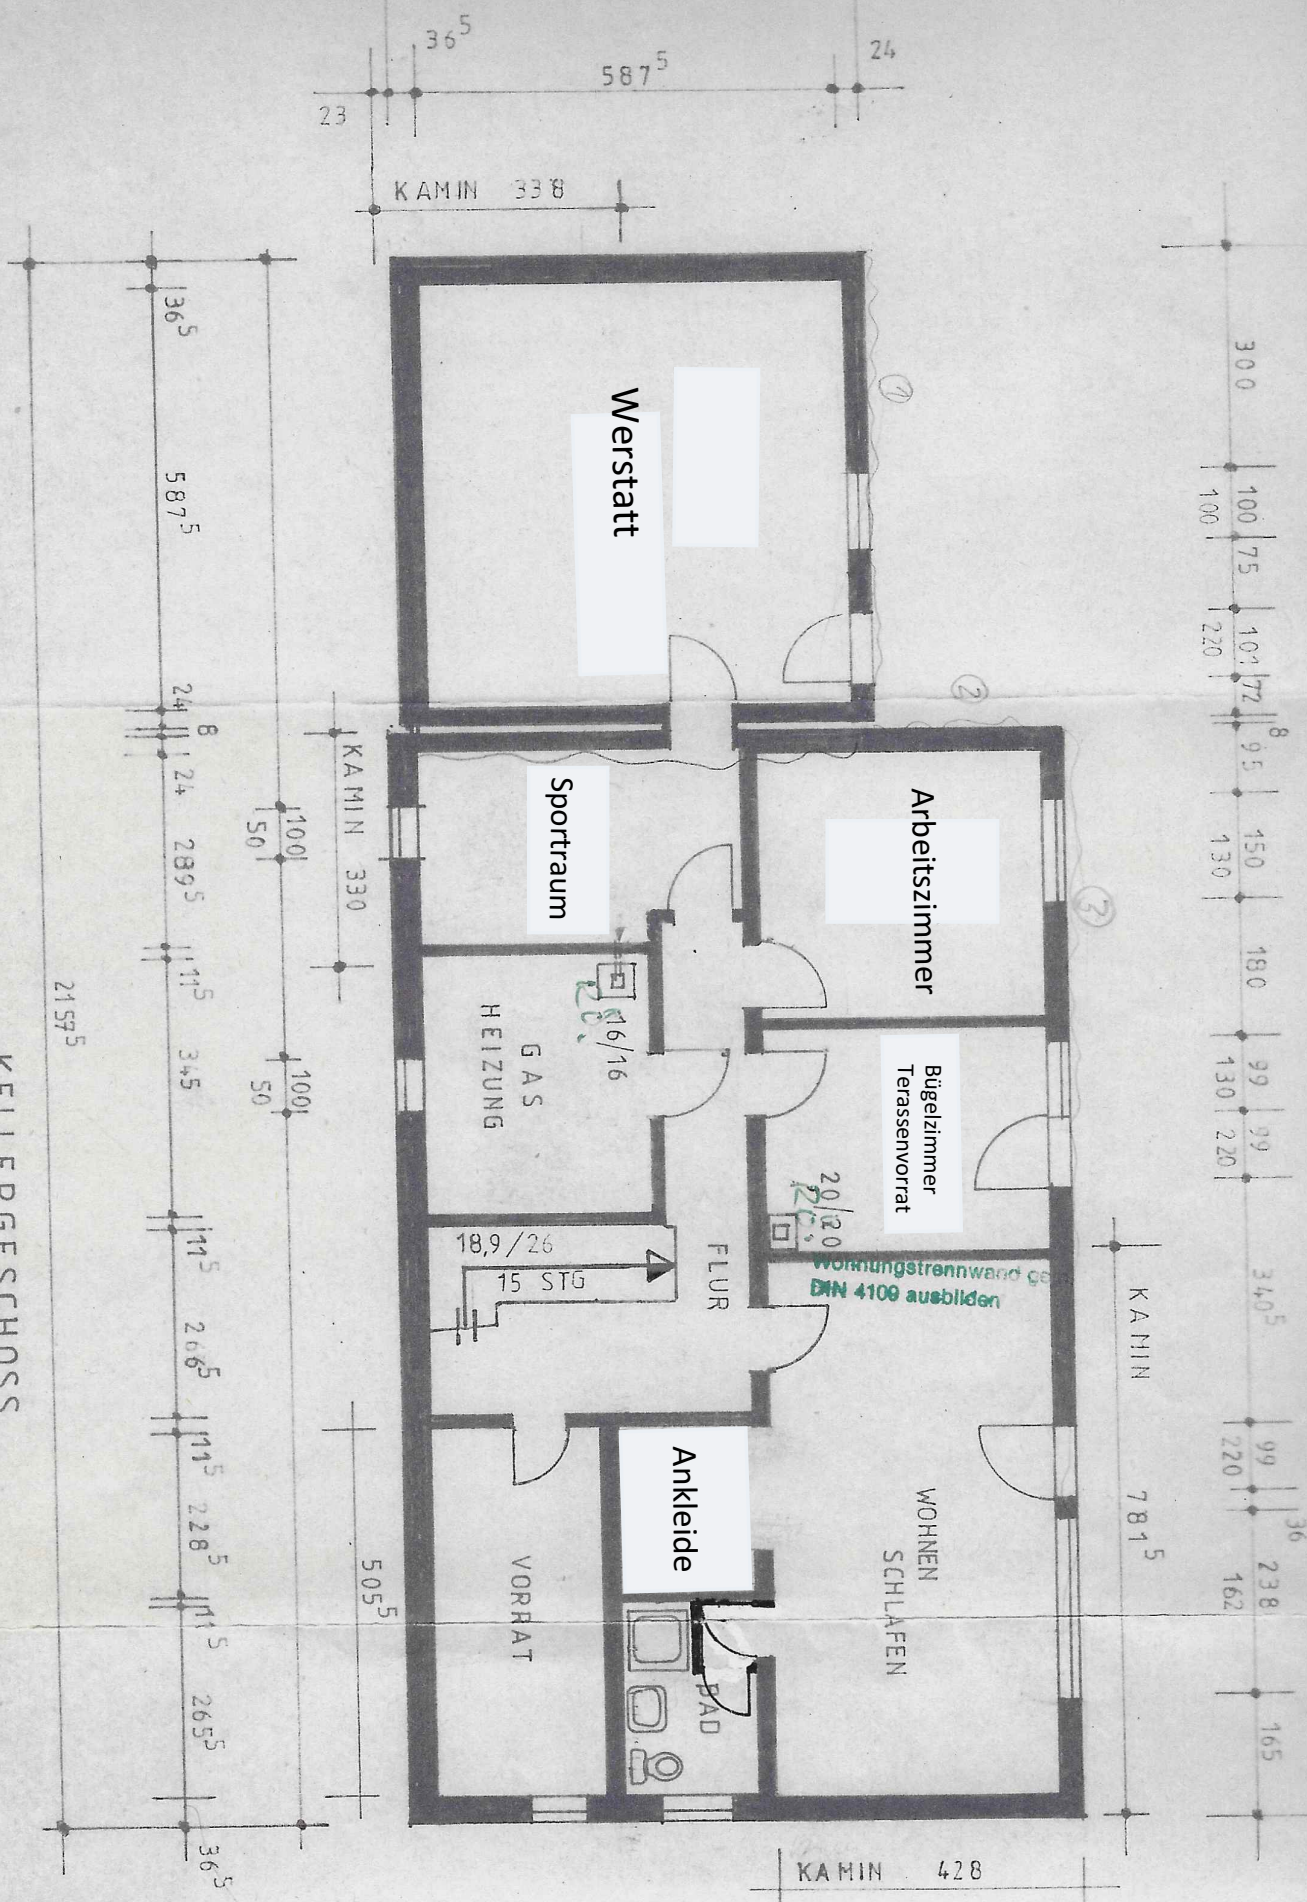 36⁵
587⁵
24
23
KAMIN 338
300
100
100
75
101
220
72
8
95
150
130
180
99
130
99
220
340⁵
99
220
36
238
162
165
KAMIN 781⁵
①
②
③
Werstatt
Sportraum
Arbeitszimmer
Bügelzimmer
Terassenvorrat
GAS
HEIZUNG
16/16
20/20
Wohnungstrennwand ge
DIN 4109 ausbilden
18,9/26
15 STG
FLUR
Ankleide
WOHNEN
SCHLAFEN
VORRAT
BAD
KAMIN 428
KAMIN 330
100
50
100
50
505⁵
36⁵
587⁵
24
8
24
289⁵
11⁵
345
11⁵
266⁵
11⁵
228⁵
11⁵
265⁵
36⁵
2157⁵
KELLERGESCHOSS